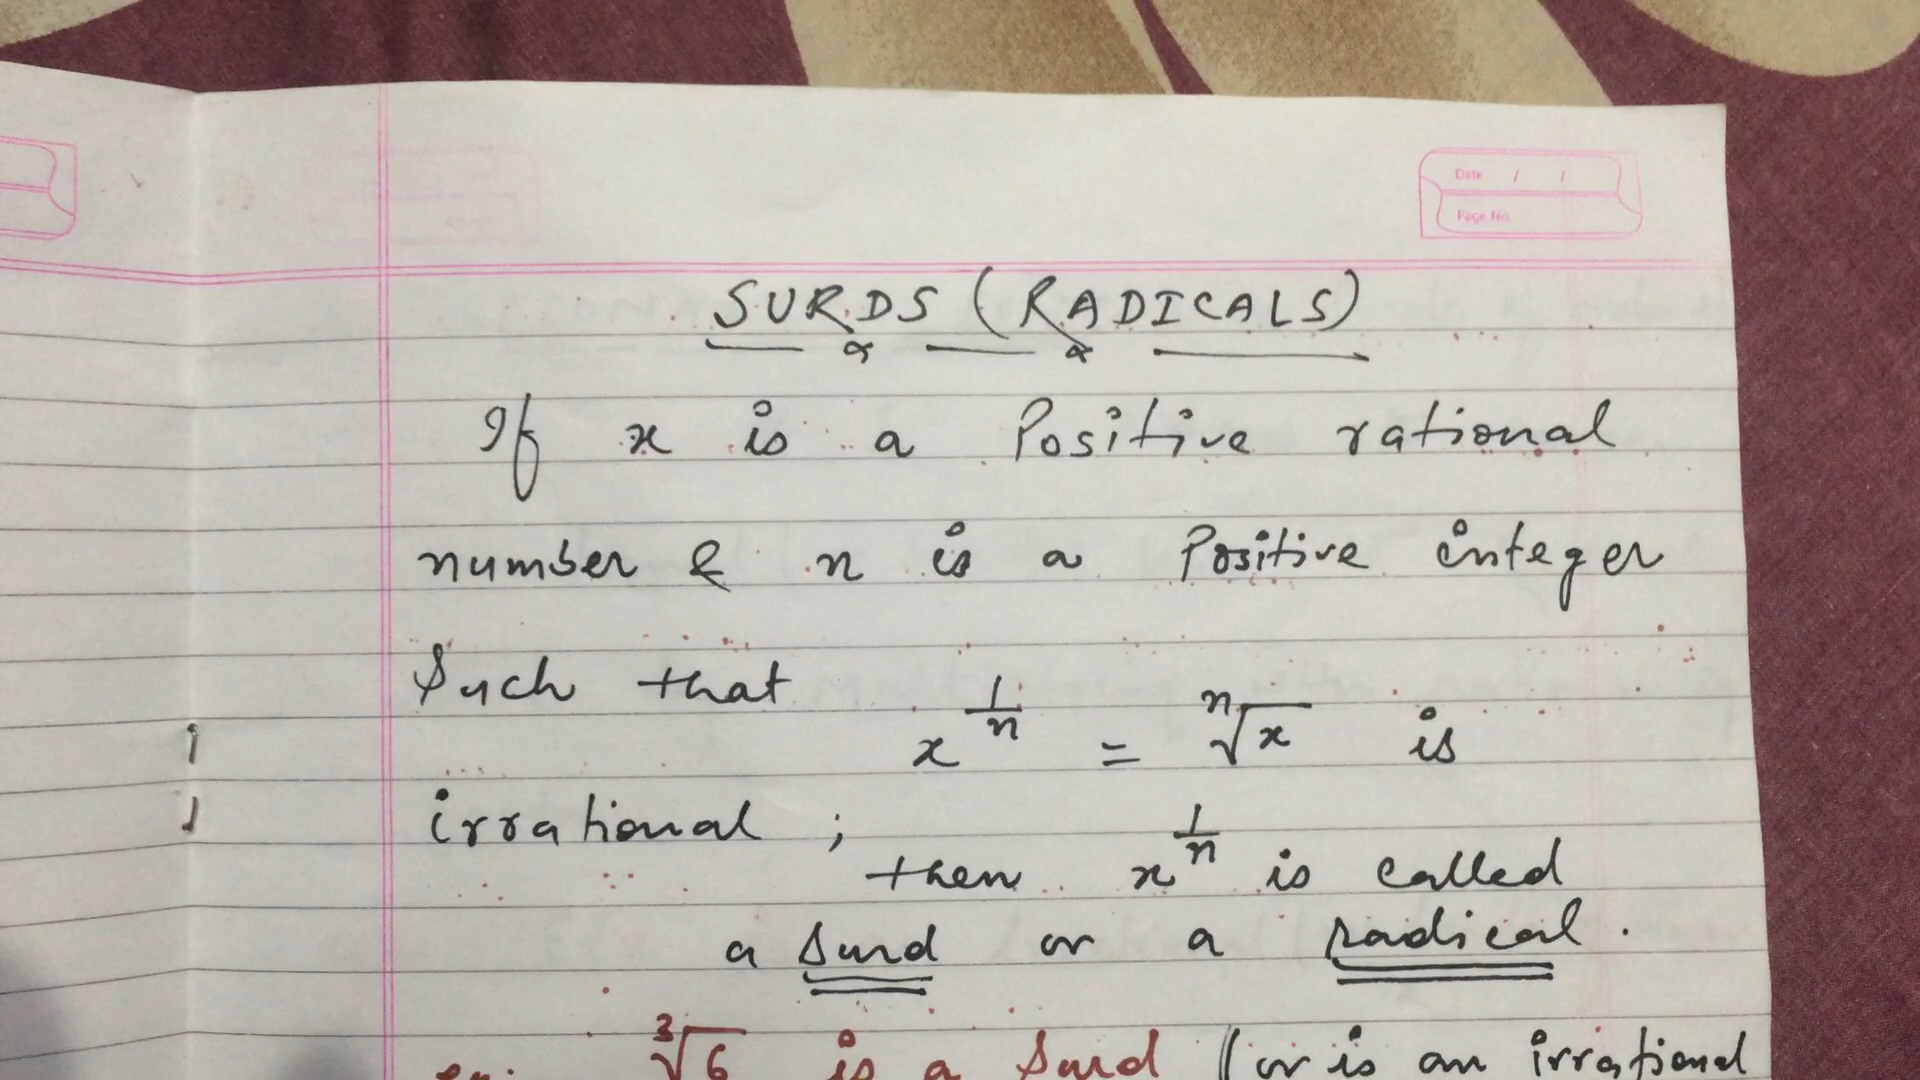 Date / /
Page No.
SURDS (RADICALS)
If x is a Positive rational
number & n is a Positive integer
Such that x^(1/n) = ⁿ√x is
irrational ;
then x^(1/n) is called
a Surd or a radical.
ex: ³√6 is a Surd (or is an irrational